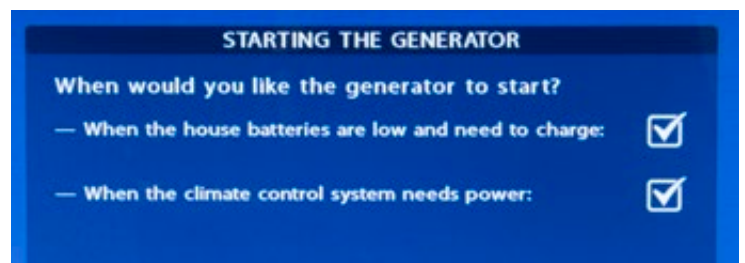 STARTING THE GENERATOR
When would you like the generator to start?
— When the house batteries are low and need to charge:
— When the climate control system needs power: